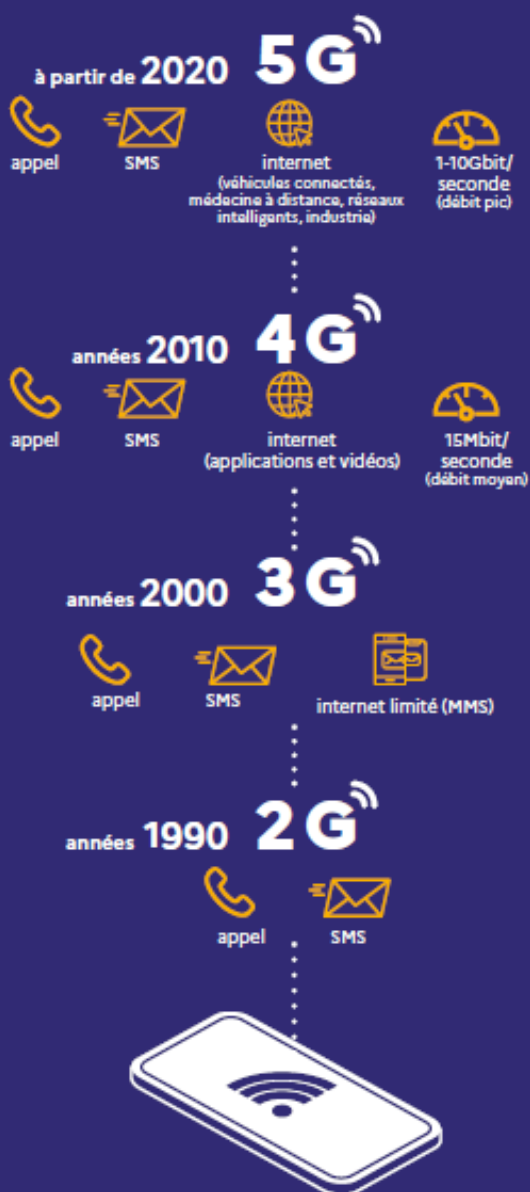 à partir de 2020 5G
appel
SMS
internet
(véhicules connectés,
médecine à distance, réseaux
intelligents, industrie)
1-10Gbit/
seconde
(débit pic)
années 2010 4G
appel
SMS
internet
(applications et vidéos)
15Mbit/
seconde
(débit moyen)
années 2000 3G
appel
SMS
internet limité (MMS)
années 1990 2G
appel
SMS